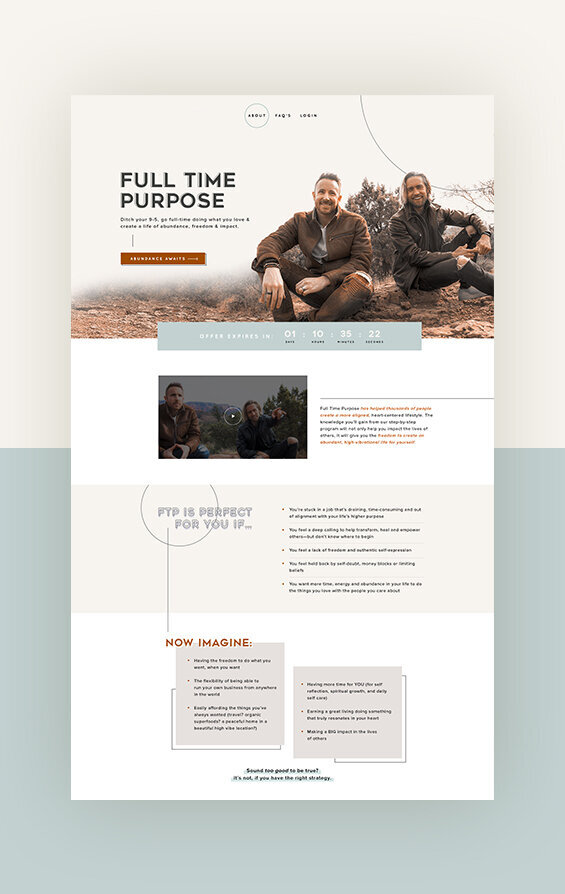 ABOUT FAQ'S LOGIN
FULL TIME
PURPOSE
Ditch your 9-5, go full-time doing what you love &
create a life of abundance, freedom & impact.
ABUNDANCE AWAITS
OFFER EXPIRES IN: 01 : 10 : 35 : 22
DAYS HOURS MINUTES SECONDS
Full Time Purpose has helped thousands of people
create a more aligned, heart-centered lifestyle. The
knowledge you'll gain from our step-by-step
program will not only help you impact the lives of
others, it will give you the freedom to create an
abundant, high vibrational life for yourself.
FTP IS PERFECT
FOR YOU IF...
• You're stuck in a job that's draining, time-consuming and out
of alignment with your life's higher purpose
• You feel a deep calling to help transform, heal and empower
others—but don't know where to begin
• You feel a lack of freedom and authentic self-expression
• You feel held back by self-doubt, money blocks or limiting
beliefs
• You want more time, energy and abundance in your life to do
the things you love with the people you care about
NOW IMAGINE:
• Having the freedom to do what you
want, when you want
• The flexibility of being able to
run your own business from anywhere
in the world
• Easily affording the things you've
always wanted (travel? organic
superfoods? a peaceful home in a
beautiful high vibe location?)
• Having more time for YOU (for self
reflection, spiritual growth, and daily
self care)
• Earning a great living doing something
that truly resonates in your heart
• Making a BIG impact in the lives
of others
Sound too good to be true?
It's not, if you have the right strategy.